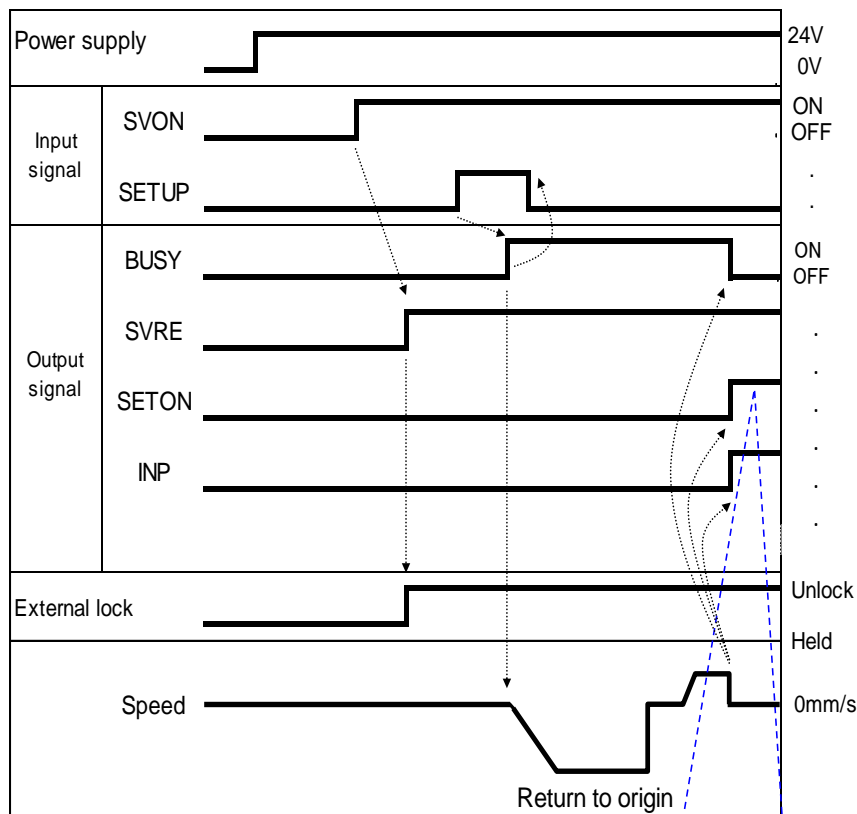 Power supply
24V
0V
Input
signal
SVON
ON
OFF
SETUP
Output
signal
BUSY
ON
OFF
SVRE
SETON
INP
External lock
Unlock
Held
Speed
0mm/s
Return to origin